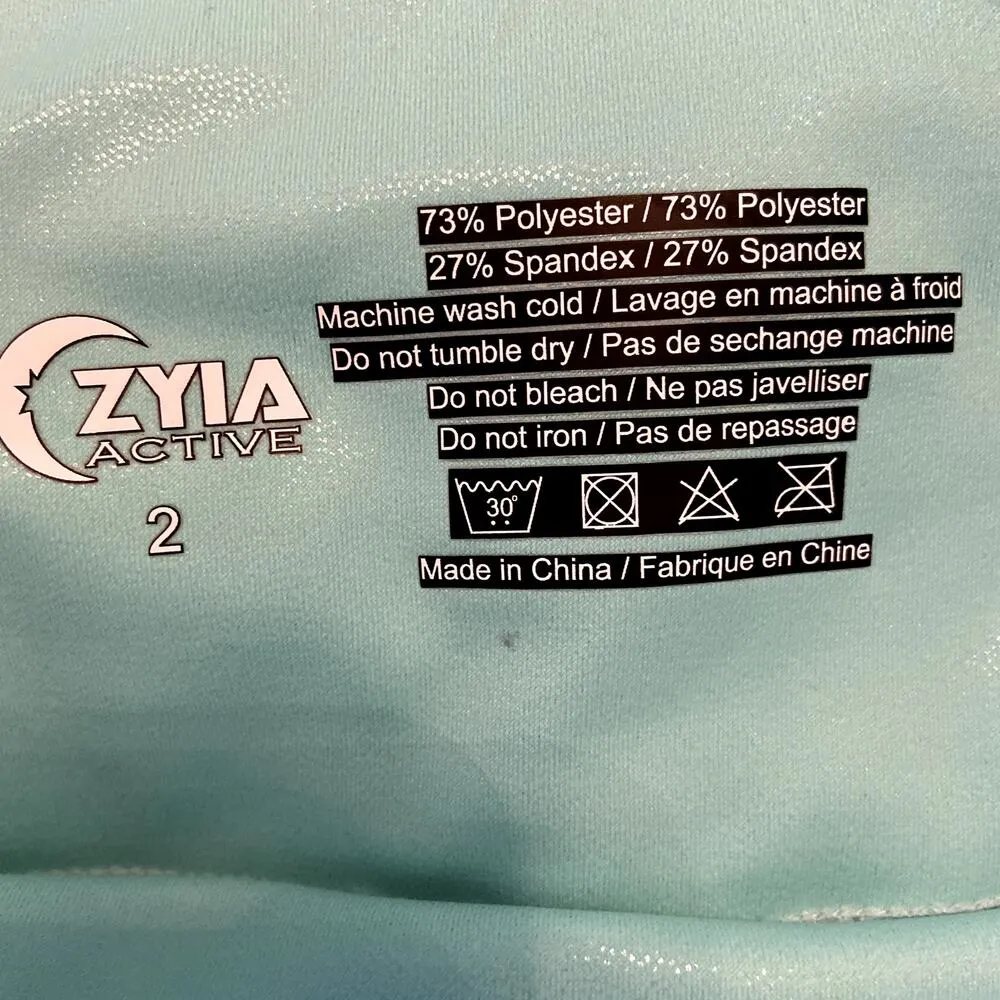 ZYIA
ACTIVE
2
73% Polyester / 73% Polyester
27% Spandex / 27% Spandex
Machine wash cold / Lavage en machine à froid
Do not tumble dry / Pas de sechange machine
Do not bleach / Ne pas javelliser
Do not iron / Pas de repassage
30°
Made in China / Fabrique en Chine